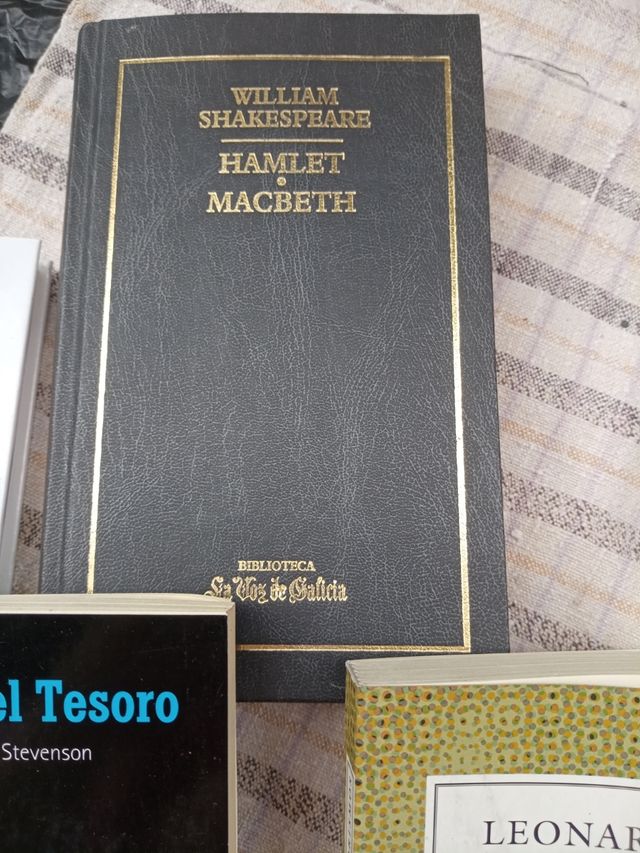 WILLIAM
SHAKESPEARE
HAMLET
MACBETH
BIBLIOTECA
La Voz de Galicia
el Tesoro
Stevenson
LEONAR